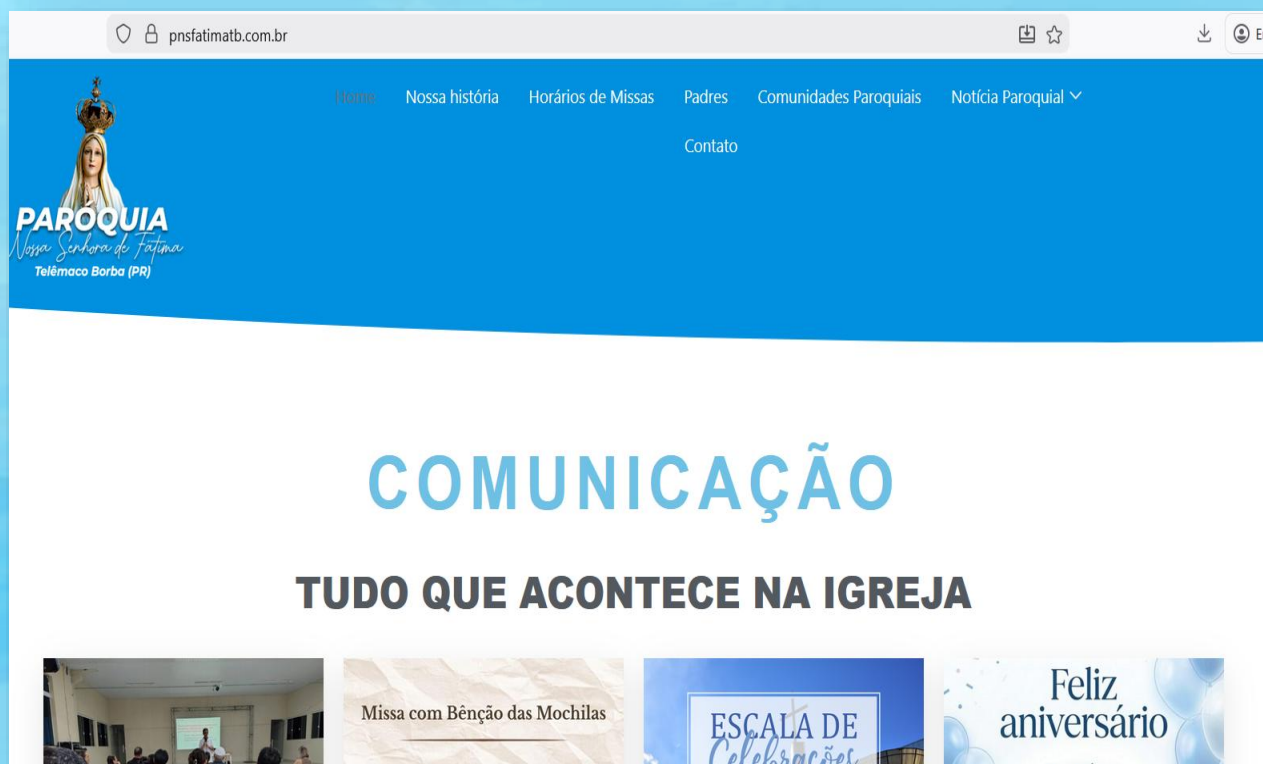 pnsfatimatb.com.br
Home Nossa história Horários de Missas Padres Comunidades Paroquiais Notícia Paroquial
Contato
PARÓQUIA
Nossa Senhora de Fátima
Telêmaco Borba (PR)
COMUNICAÇÃO
TUDO QUE ACONTECE NA IGREJA
Missa com Bênção das Mochilas
ESCALA DE
Celebrações
Feliz
aniversário